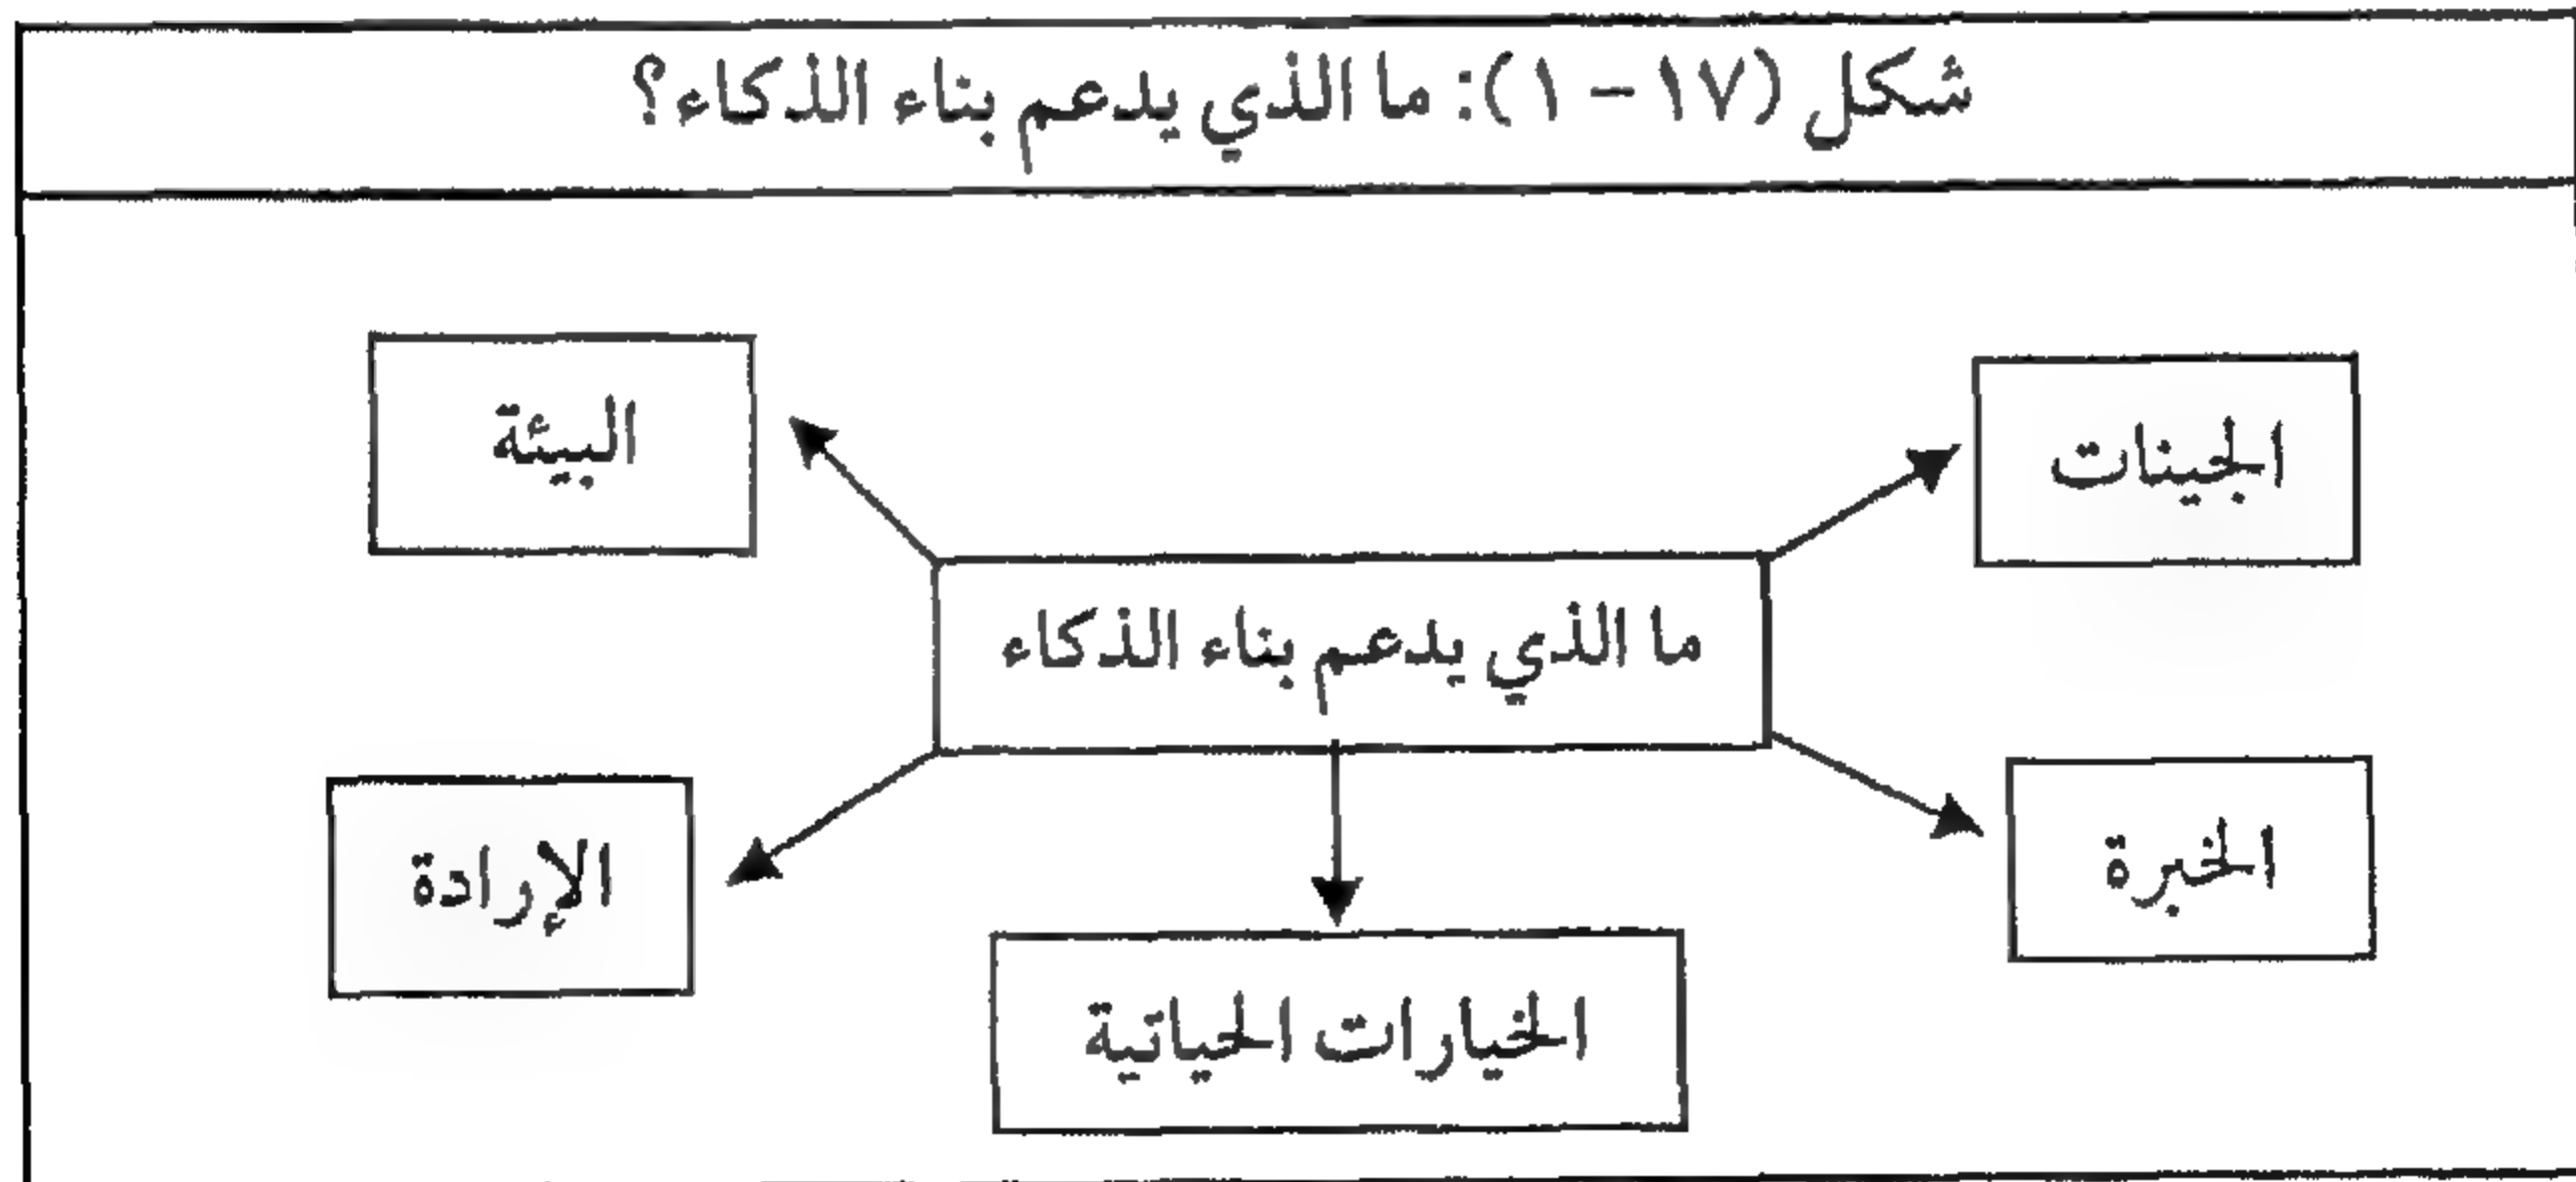 شكل (١٧ – ١): ما الذي يدعم بناء الذكاء؟
الجينات
البيئة
ما الذي يدعم بناء الذكاء
الخبرة
الإرادة
الخيارات الحياتية